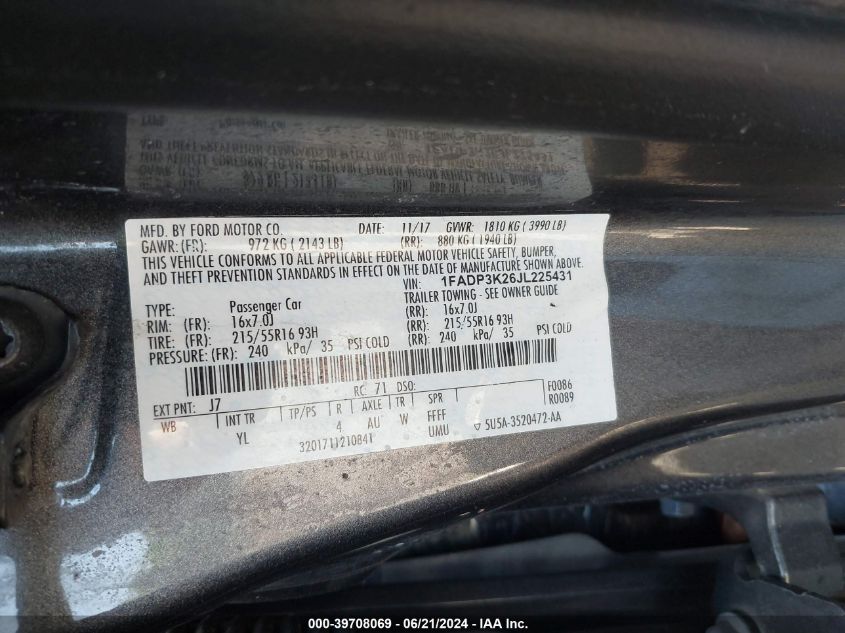 MFD. BY FORD MOTOR CO. DATE: 11/17 GVWR: 1810 KG ( 3990 LB)
GAWR: (FR): 972 KG ( 2143 LB) (RR): 880 KG ( 1940 LB)
THIS VEHICLE CONFORMS TO ALL APPLICABLE FEDERAL MOTOR VEHICLE SAFETY, BUMPER,
AND THEFT PREVENTION STANDARDS IN EFFECT ON THE DATE OF MANUFACTURE SHOWN ABOVE.
VIN: 1FADP3K26JL225431
TYPE: Passenger Car TRAILER TOWING - SEE OWNER GUIDE
RIM: (FR): 16x7.0J (RR): 16x7.0J
TIRE: (FR): 215/55R16 93H (RR): 215/55R16 93H
PRESSURE: (FR): 240 kPa/ 35 PSI COLD (RR): 240 kPa/ 35 PSI COLD
RC: 71 DSO: F0086
EXT PNT: J7 R0089
WB INT TR TP/PS R AXLE TR SPR
YL 4 AU W FFFF 5U5A-3520472-AA
UMU
000-39708069 - 06/21/2024 - IAAI.com